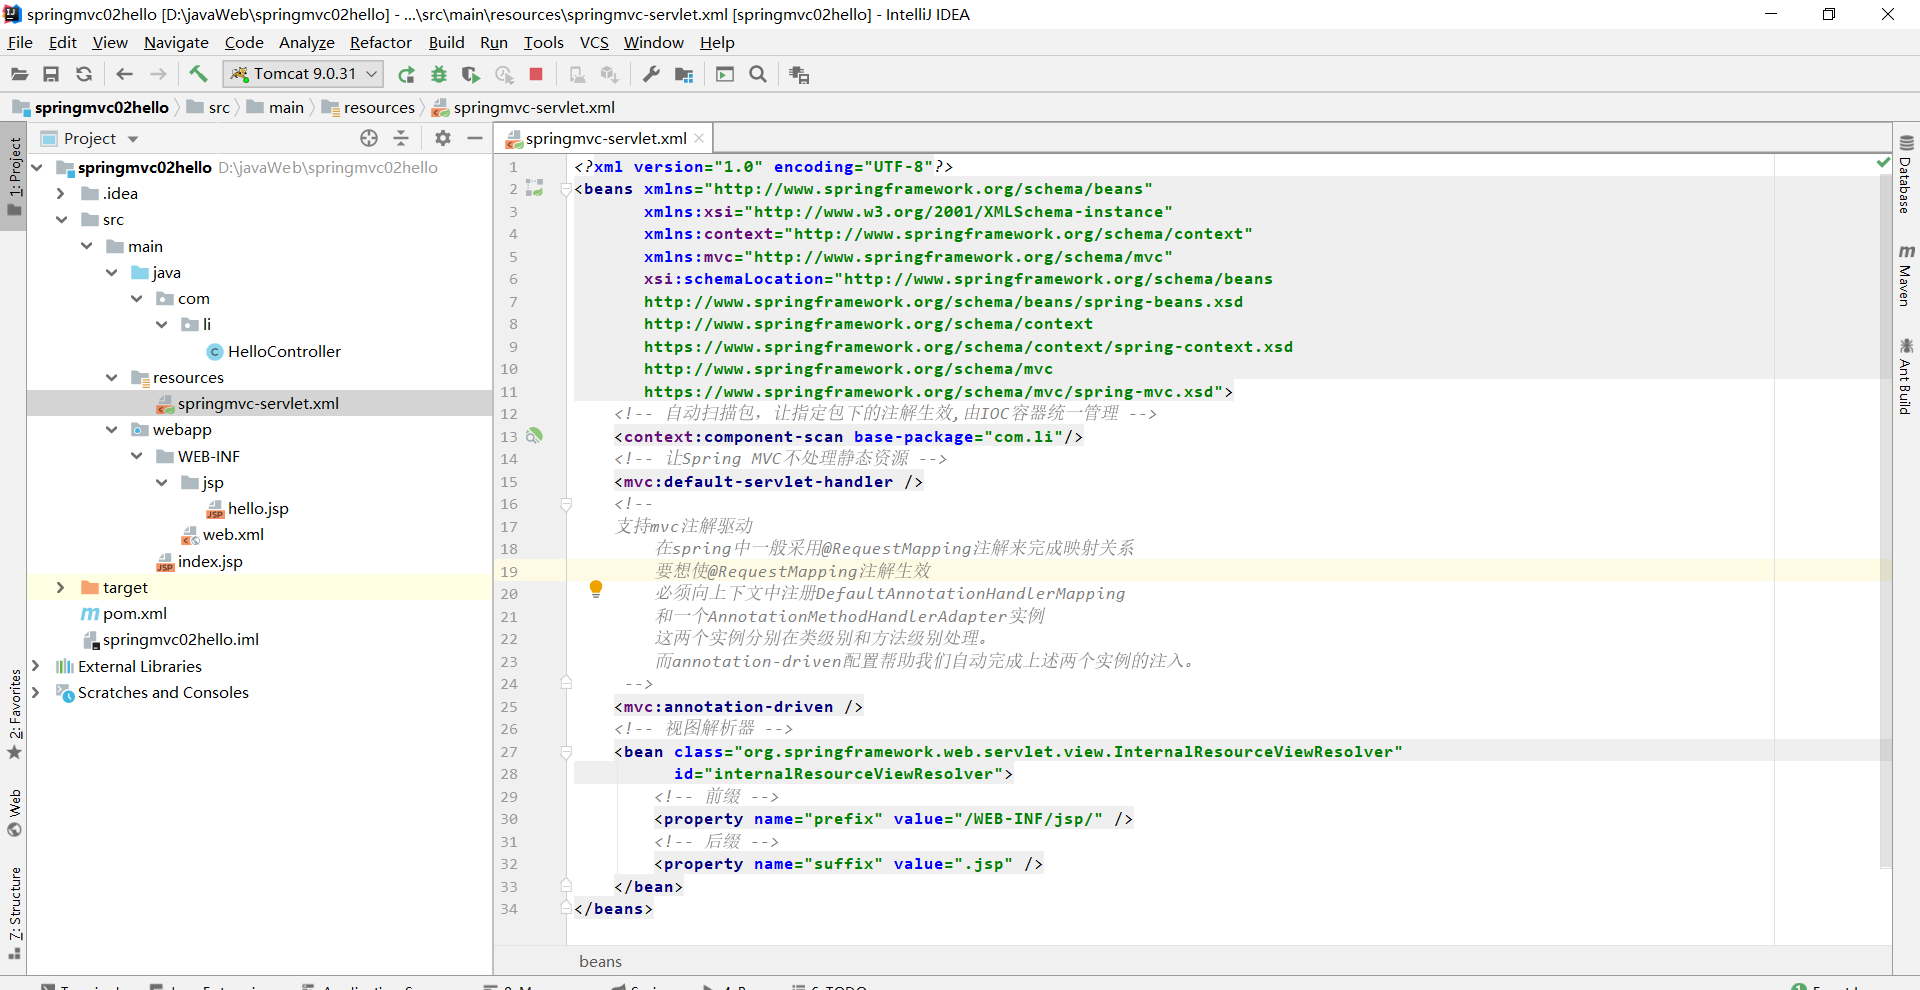 springmvc02hello [D:\javaWeb\springmvc02hello] - ...\src\main\resources\springmvc-servlet.xml [springmvc02hello] - IntelliJ IDEA
File Edit View Navigate Code Analyze Refactor Build Run Tools VCS Window Help
Tomcat 9.0.31
springmvc02hello src main resources springmvc-servlet.xml
1: Project
2: Favorites
Web
7: Structure
Project
springmvc02hello D:\javaWeb\springmvc02hello
.idea
src
main
java
com
li
HelloController
resources
springmvc-servlet.xml
webapp
WEB-INF
jsp
hello.jsp
web.xml
index.jsp
target
pom.xml
springmvc02hello.iml
External Libraries
Scratches and Consoles
springmvc-servlet.xml
1 <?xml version="1.0" encoding="UTF-8"?>
2 <beans xmlns="http://www.springframework.org/schema/beans"
3 xmlns:xsi="http://www.w3.org/2001/XMLSchema-instance"
4 xmlns:context="http://www.springframework.org/schema/context"
5 xmlns:mvc="http://www.springframework.org/schema/mvc"
6 xsi:schemaLocation="http://www.springframework.org/schema/beans
7 http://www.springframework.org/schema/beans/spring-beans.xsd
8 http://www.springframework.org/schema/context
9 https://www.springframework.org/schema/context/spring-context.xsd
10 http://www.springframework.org/schema/mvc
11 https://www.springframework.org/schema/mvc/spring-mvc.xsd">
12 <!-- 自动扫描包，让指定包下的注解生效,由IOC容器统一管理 -->
13 <context:component-scan base-package="com.li"/>
14 <!-- 让Spring MVC不处理静态资源 -->
15 <mvc:default-servlet-handler />
16 <!--
17 支持mvc注解驱动
18 在spring中一般采用@RequestMapping注解来完成映射关系
19 要想使@RequestMapping注解生效
20 必须向上下文中注册DefaultAnnotationHandlerMapping
21 和一个AnnotationMethodHandlerAdapter实例
22 这两个实例分别在类级别和方法级别处理。
23 而annotation-driven配置帮助我们自动完成上述两个实例的注入。
24 -->
25 <mvc:annotation-driven />
26 <!-- 视图解析器 -->
27 <bean class="org.springframework.web.servlet.view.InternalResourceViewResolver"
28 id="internalResourceViewResolver">
29 <!-- 前缀 -->
30 <property name="prefix" value="/WEB-INF/jsp/" />
31 <!-- 后缀 -->
32 <property name="suffix" value=".jsp" />
33 </bean>
34 </beans>
beans
Database
Maven
Ant Build